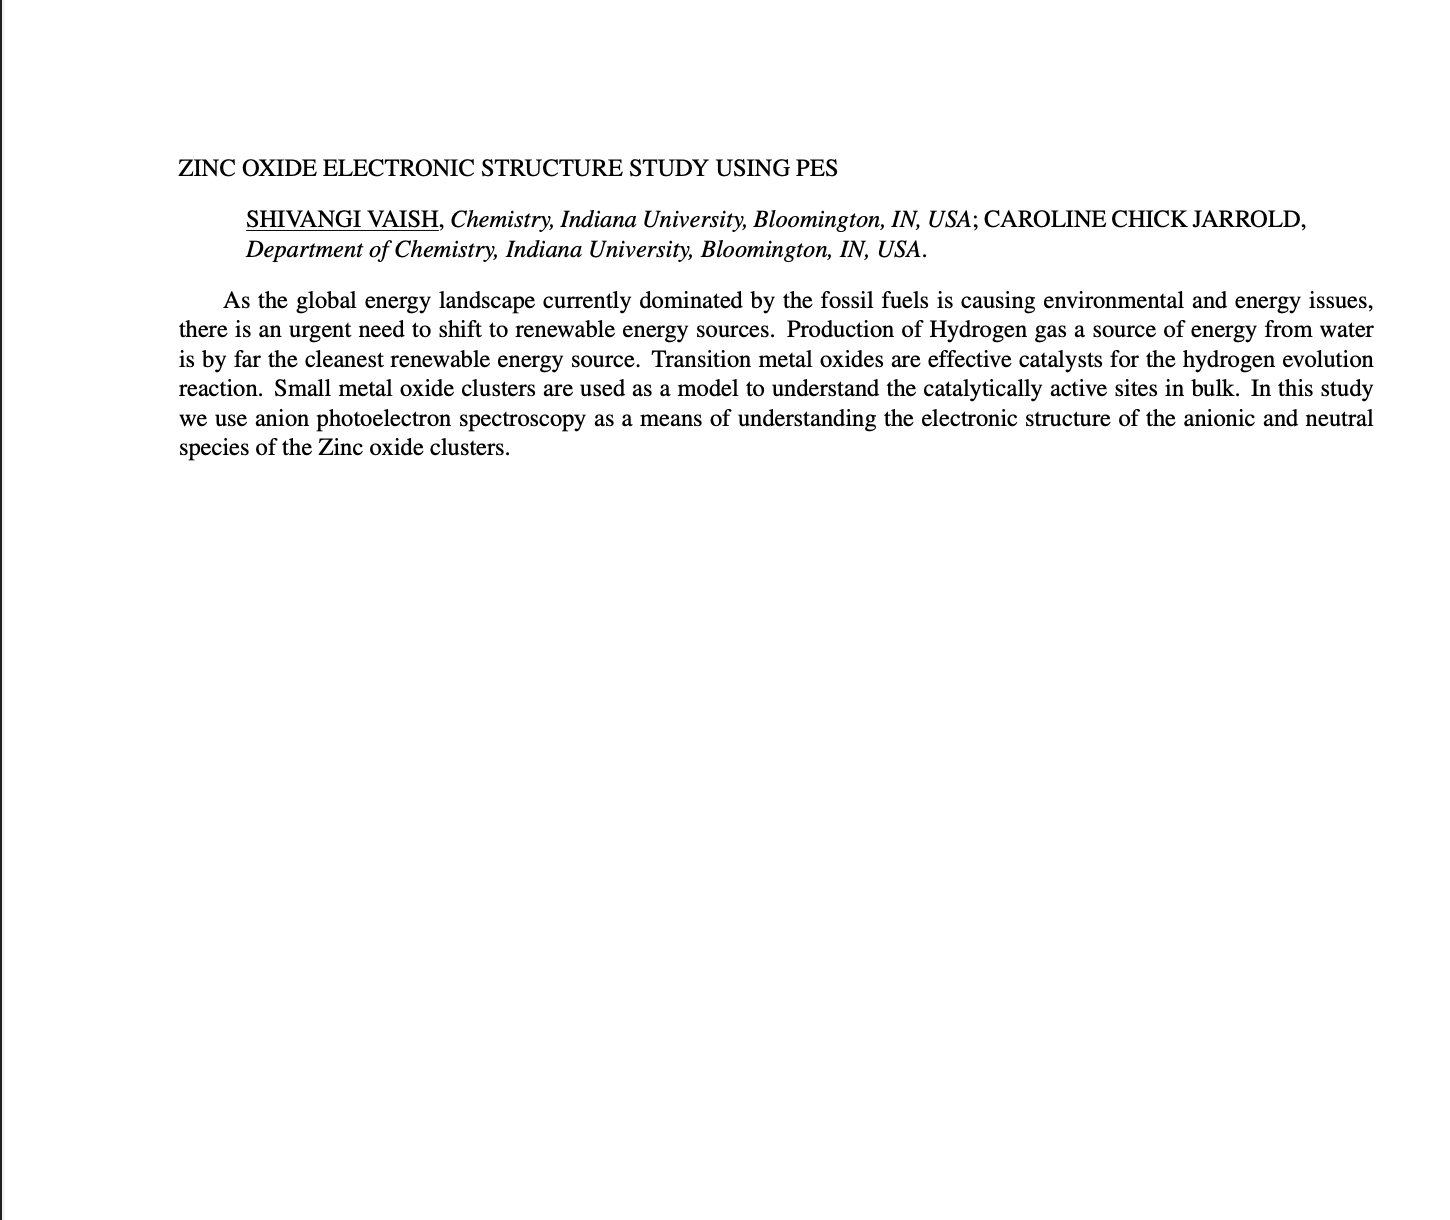 ZINC OXIDE ELECTRONIC STRUCTURE STUDY USING PES
SHIVANGI VAISH, Chemistry, Indiana University, Bloomington, IN, USA; CAROLINE CHICK JARROLD,
Department of Chemistry, Indiana University, Bloomington, IN, USA.
As the global energy landscape currently dominated by the fossil fuels is causing environmental and energy issues,
there is an urgent need to shift to renewable energy sources. Production of Hydrogen gas a source of energy from water
is by far the cleanest renewable energy source. Transition metal oxides are effective catalysts for the hydrogen evolution
reaction. Small metal oxide clusters are used as a model to understand the catalytically active sites in bulk. In this study
we use anion photoelectron spectroscopy as a means of understanding the electronic structure of the anionic and neutral
species of the Zinc oxide clusters.